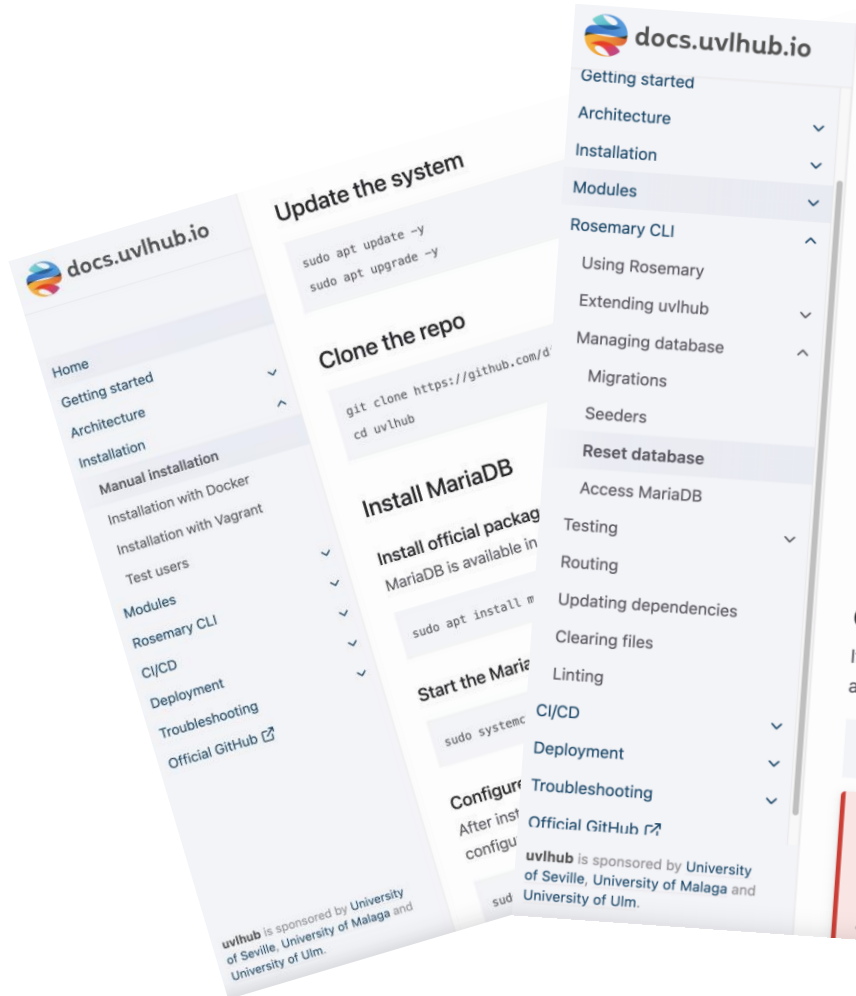 docs.uvlhub.io
Home
Getting started
Architecture
Installation
Manual installation
Installation with Docker
Installation with Vagrant
Test users
Modules
Rosemary CLI
CI/CD
Deployment
Troubleshooting
Official GitHub
uvlhub is sponsored by University
of Seville, University of Malaga and
University of Ulm.
Update the system
sudo apt update -y
sudo apt upgrade -y
Clone the repo
git clone https://github.com/di
cd uvlhub
Install MariaDB
Install official packag
MariaDB is available in
sudo apt install m
Start the Maria
sudo systemc
Configure
After inst
configu
sud
docs.uvlhub.io
Getting started
Architecture
Installation
Modules
Rosemary CLI
Using Rosemary
Extending uvlhub
Managing database
Migrations
Seeders
Reset database
Access MariaDB
Testing
Routing
Updating dependencies
Clearing files
Linting
CI/CD
Deployment
Troubleshooting
Official GitHub
uvlhub is sponsored by University
of Seville, University of Malaga and
University of Ulm.